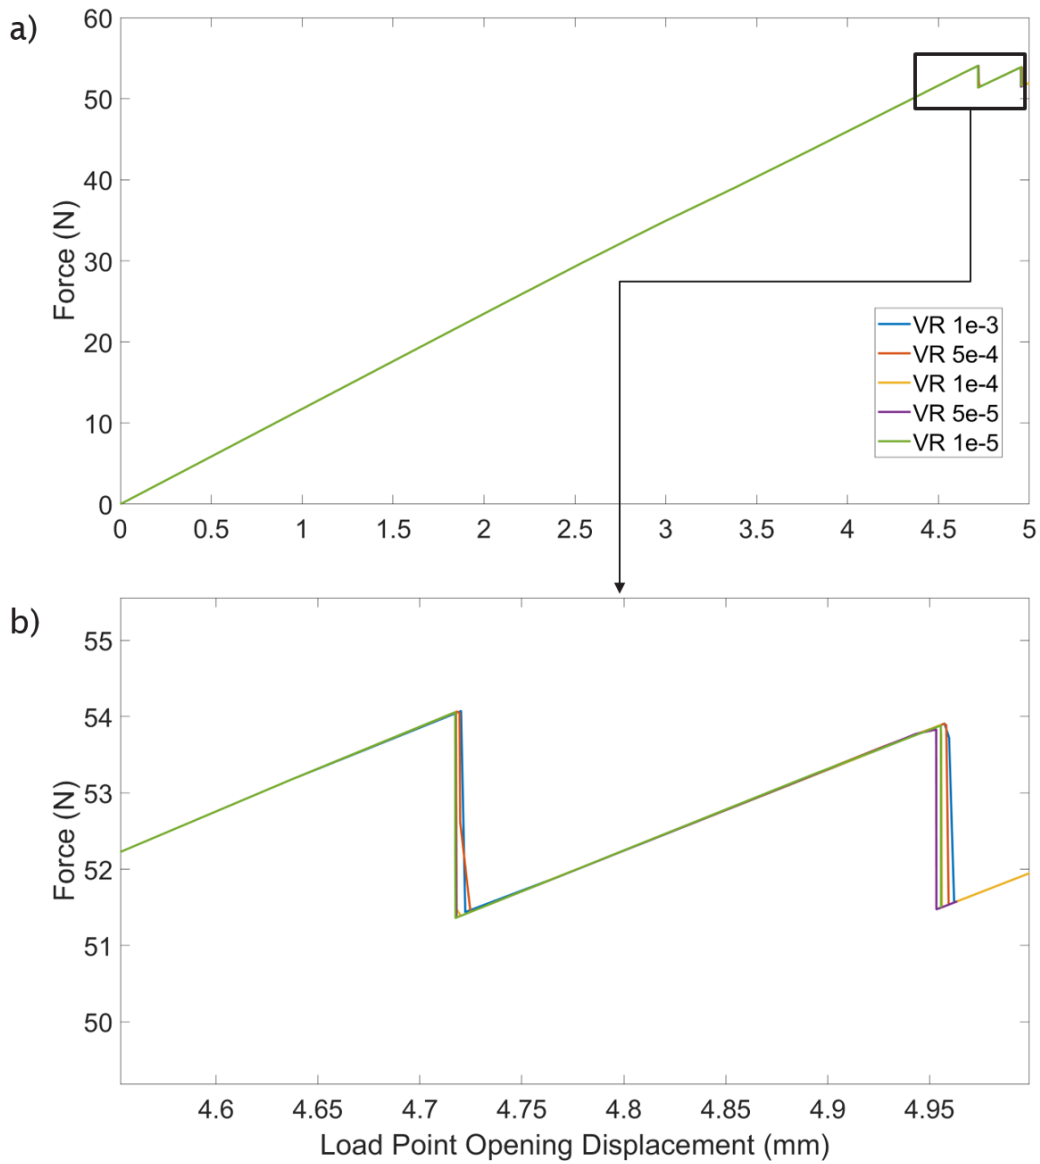 a)
60
50
40
30
20
10
0
Force (N)
0 0.5 1 1.5 2 2.5 3 3.5 4 4.5 5
VR 1e-3
VR 5e-4
VR 1e-4
VR 5e-5
VR 1e-5
b)
55
54
53
52
51
50
Force (N)
4.6 4.65 4.7 4.75 4.8 4.85 4.9 4.95
Load Point Opening Displacement (mm)